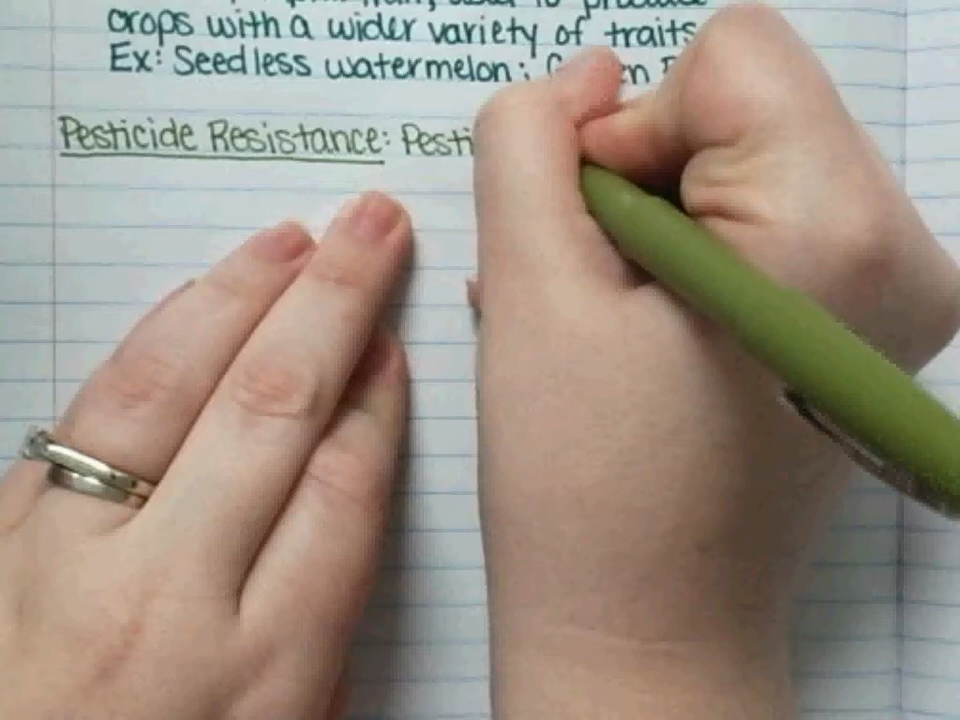 crops with a wider variety of traits
Ex: Seedless watermelon;
Pesticide Resistance: Pesti